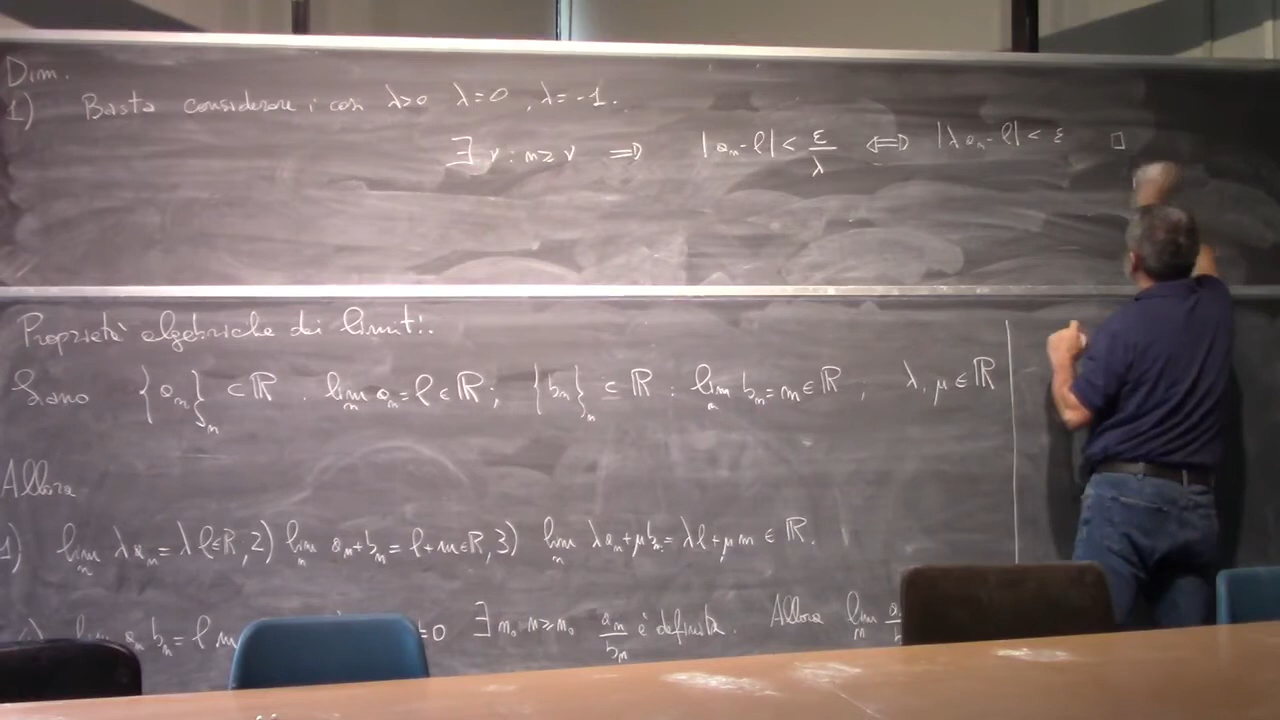 Dim.
1) Basta considerare i casi λ>0 λ=0, λ=-1.
∃ ν : n ≥ ν ⇒ |aₙ-ℓ| < ε/λ ⇔ |λaₙ-ℓ| < ε □
Proprietà algebriche dei limiti.
Siano {aₙ}ₙ ⊂ ℝ . limₙ aₙ = ℓ ∈ ℝ; {bₙ}ₙ ⊆ ℝ : limₙ bₙ = m ∈ ℝ ; λ, μ ∈ ℝ
Allora
1) limₙ λaₙ = λℓ ∈ ℝ, 2) limₙ aₙ+bₙ = ℓ+m ∈ ℝ, 3) limₙ λaₙ+μbₙ = λℓ+μm ∈ ℝ.
limₙ aₙbₙ = ℓm ≠0 ∃ n₀ n≥n₀ aₙ/bₙ è definita. Allora limₙ